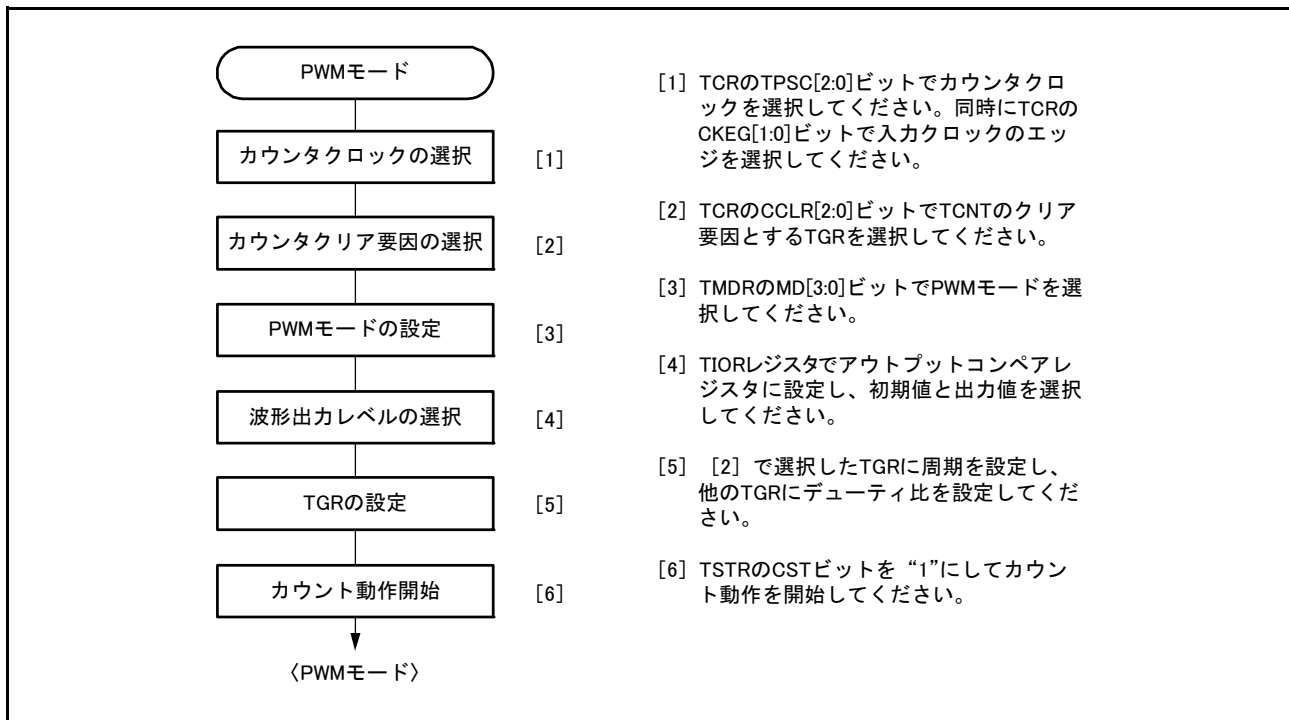 PWMモード
カウンタクロックの選択 [1]
カウンタクリア要因の選択 [2]
PWMモードの設定 [3]
波形出力レベルの選択 [4]
TGRの設定 [5]
カウント動作開始 [6]
〈PWMモード〉
[1] TCRのTPSC[2:0]ビットでカウンタクロ
ックを選択してください。同時にTCRの
CKEG[1:0]ビットで入力クロックのエッ
ジを選択してください。
[2] TCRのCCLR[2:0]ビットでTCNTのクリア
要因とするTGRを選択してください。
[3] TMDRのMD[3:0]ビットでPWMモードを選
択してください。
[4] TIORレジスタでアウトプットコンペアレ
ジスタに設定し、初期値と出力値を選択
してください。
[5] [2]で選択したTGRに周期を設定し、
他のTGRにデューティ比を設定してくだ
さい。
[6] TSTRのCSTビットを“1”にしてカウン
ト動作を開始してください。